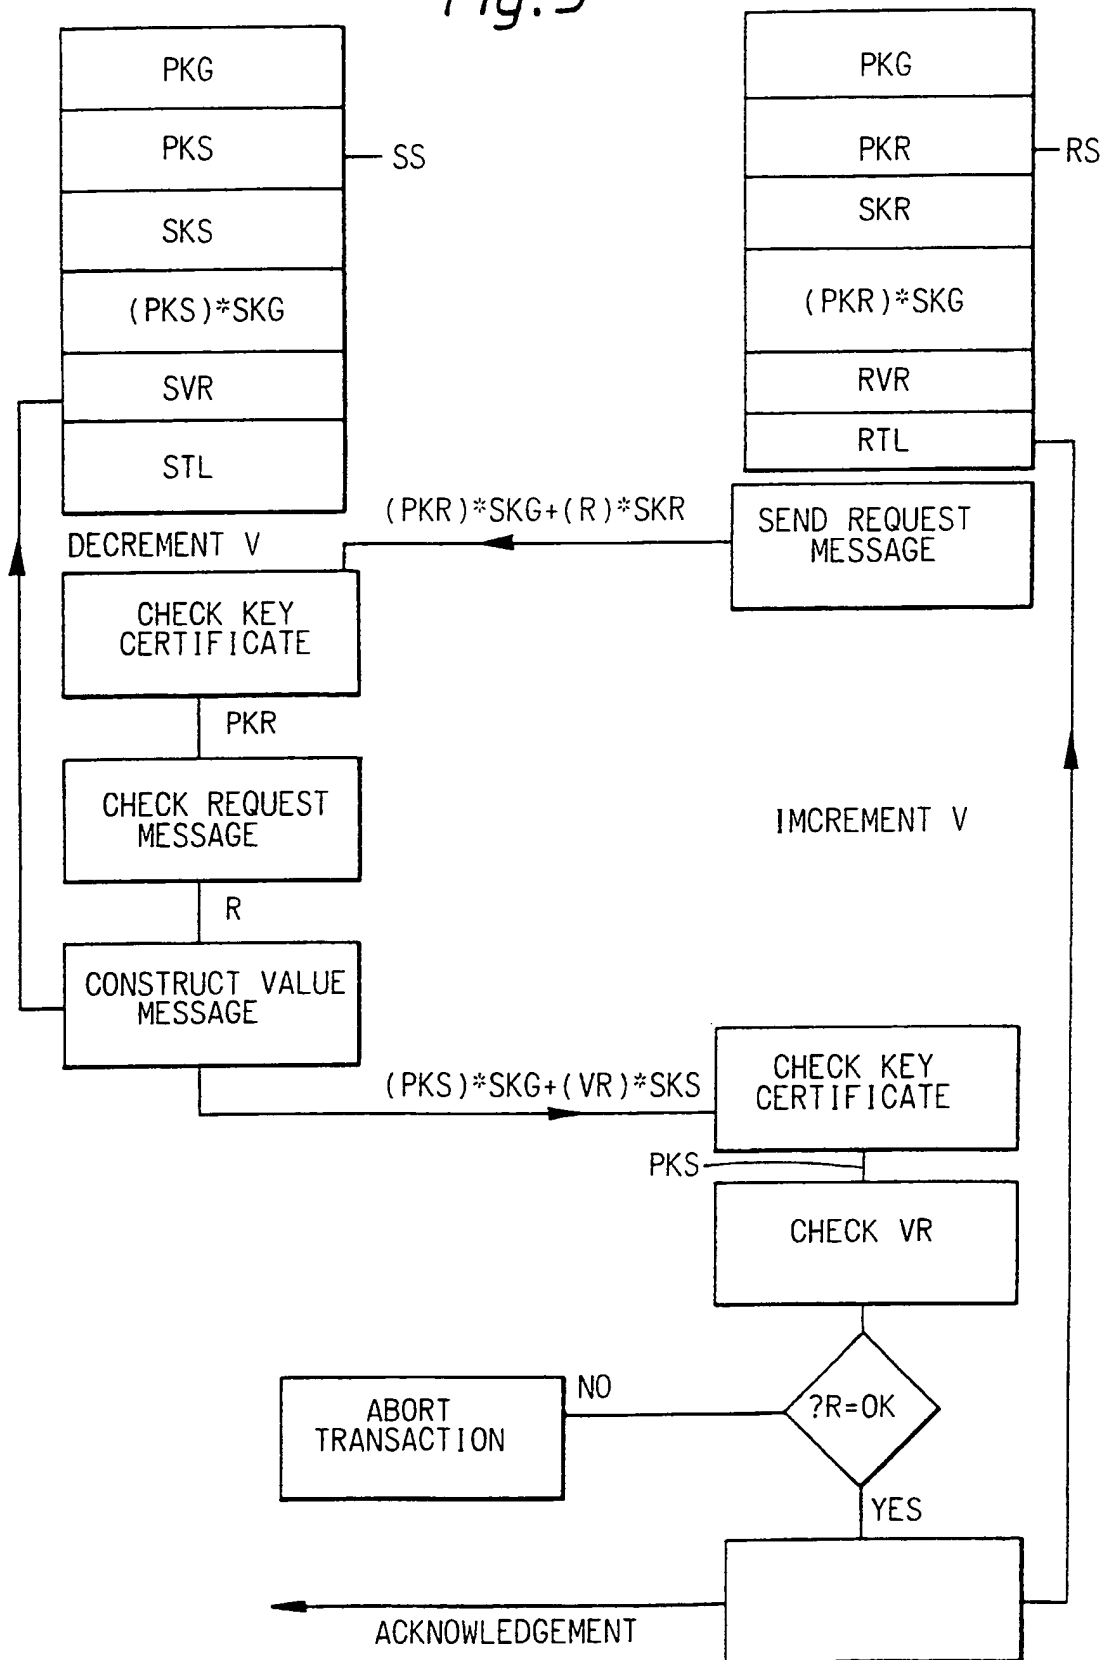 Fig. 5
PKG
PKS
SS
SKS
(PKS)*SKG
SVR
STL
PKG
PKR
RS
SKR
(PKR)*SKG
RVR
RTL
(PKR)*SKG+(R)*SKR
SEND REQUEST
MESSAGE
DECREMENT V
CHECK KEY
CERTIFICATE
PKR
CHECK REQUEST
MESSAGE
IMCREMENT V
R
CONSTRUCT VALUE
MESSAGE
(PKS)*SKG+(VR)*SKS
CHECK KEY
CERTIFICATE
PKS
CHECK VR
?R=OK
NO
ABORT
TRANSACTION
YES
ACKNOWLEDGEMENT